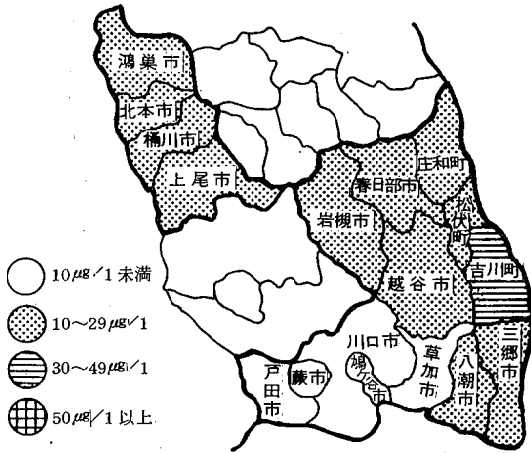 鴻巣市
北本市
桶川市
上尾市
庄和町
春日部市
岩槻市
松伏町
越谷市
吉川町
三郷市
川口市
鳩ケ谷市
草加市
八潮市
戸田市
蕨市
10μg/1未満
10〜29μg/1
30〜49μg/1
50μg/1以上